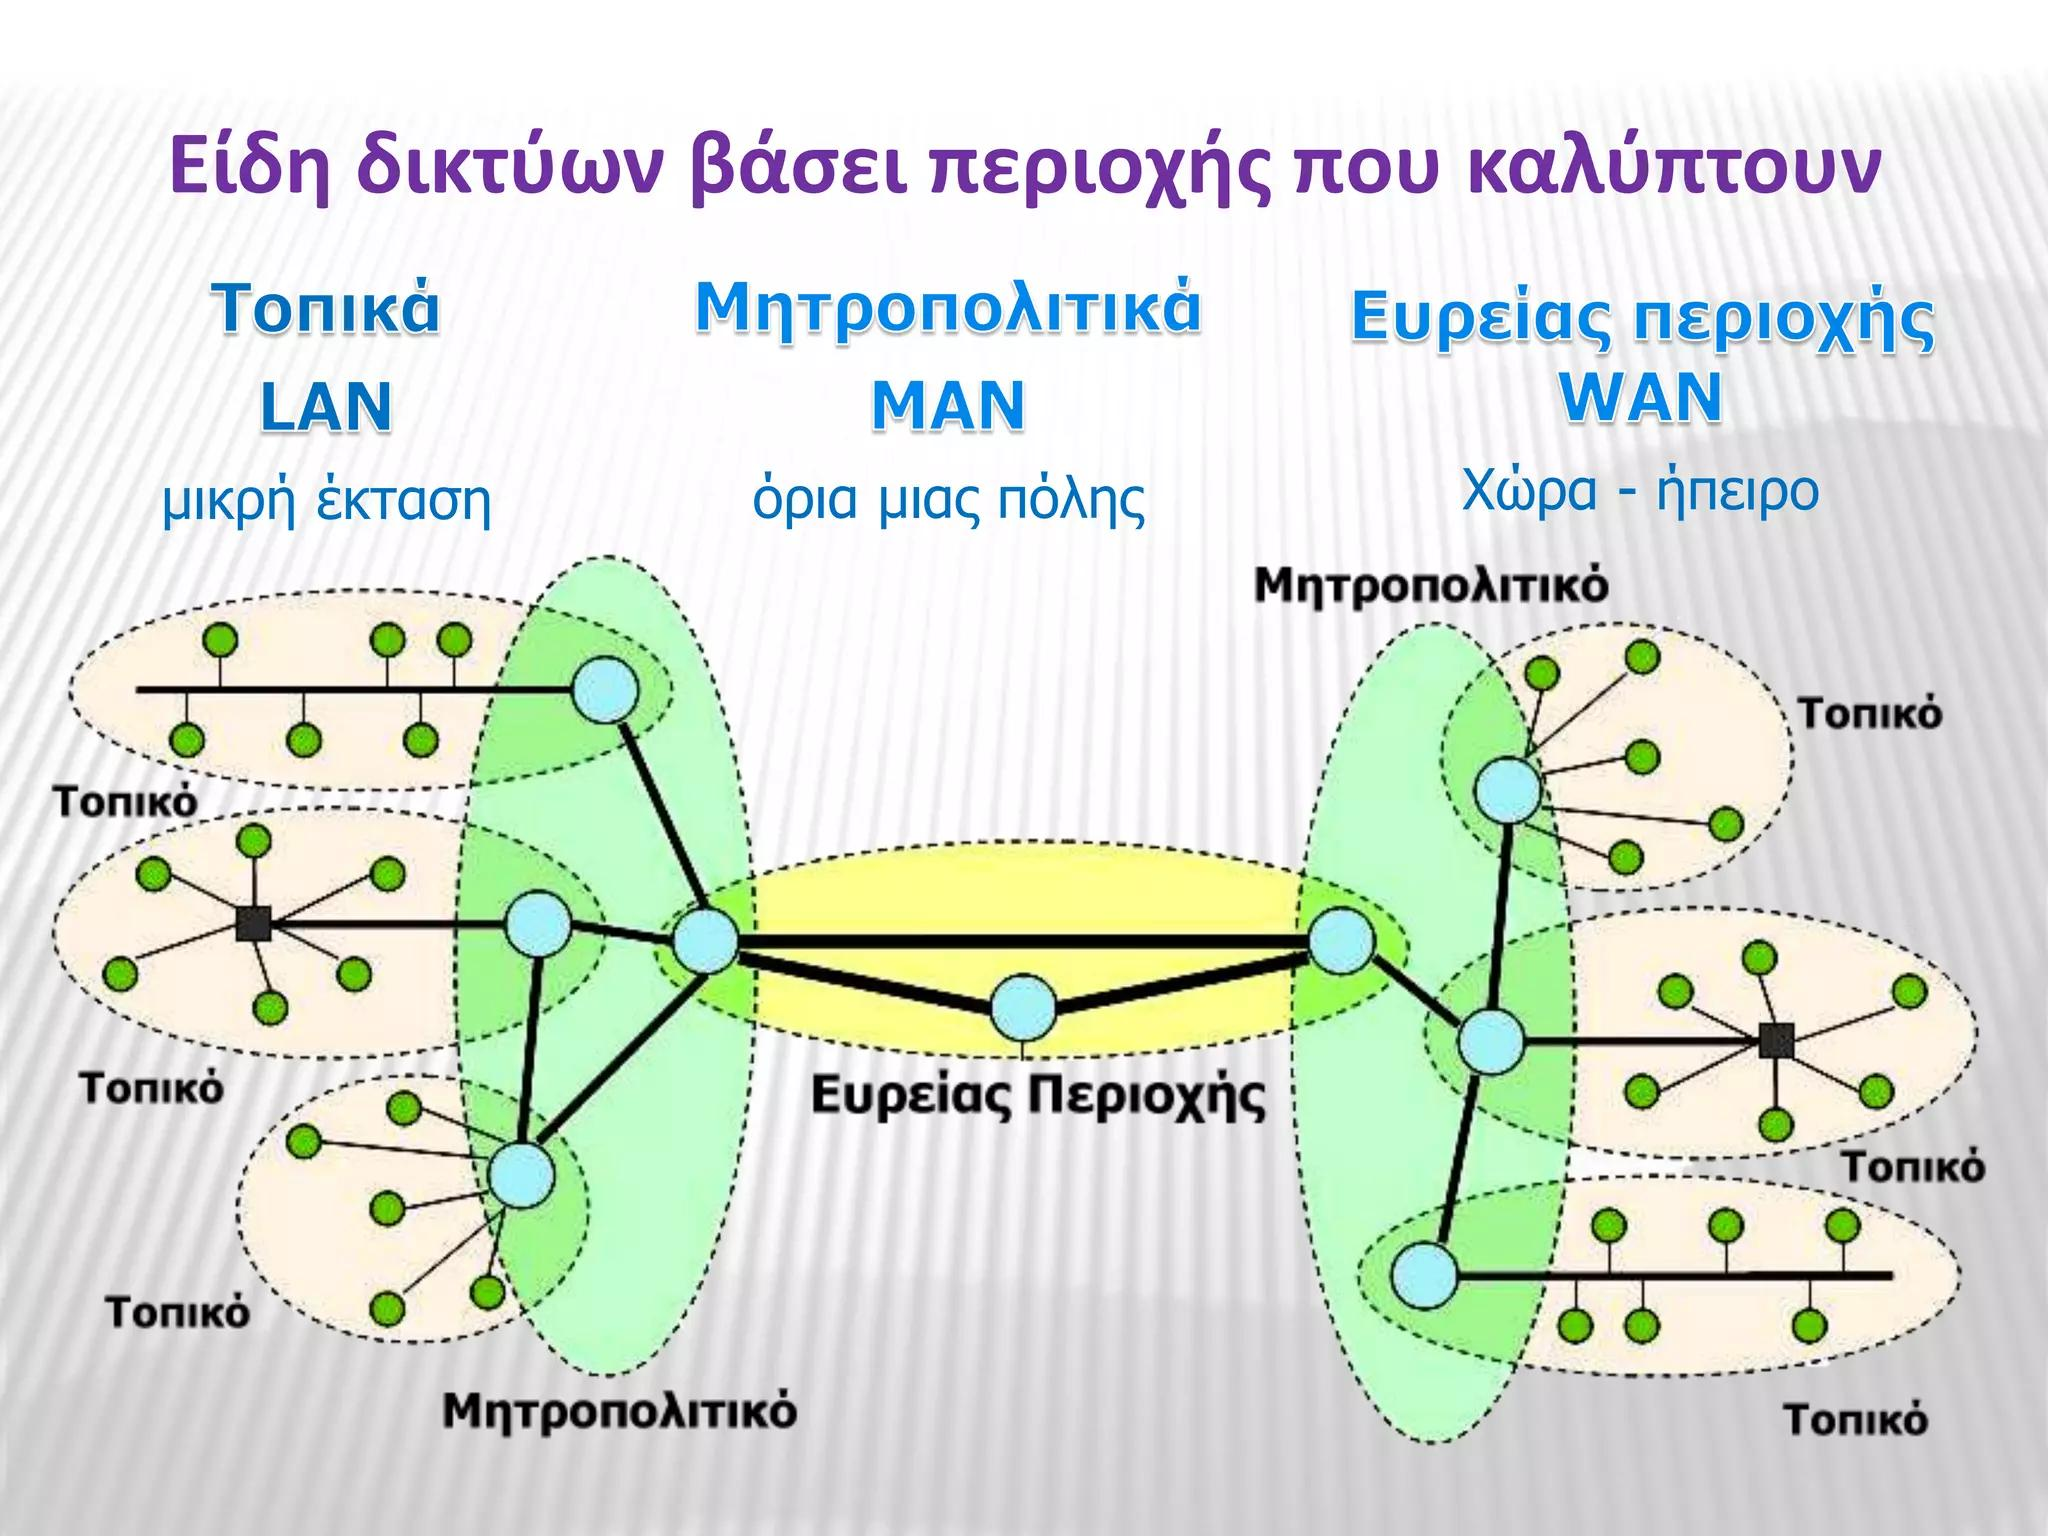 Είδη δικτύων βάσει περιοχής που καλύπτουν
Τοπικά
LAN
μικρή έκταση
Μητροπολιτικά
MAN
όρια μιας πόλης
Ευρείας περιοχής
WAN
Χώρα - ήπειρο
Μητροπολιτικό
Τοπικό
Τοπικό
Τοπικό
Ευρείας Περιοχής
Τοπικό
Τοπικό
Μητροπολιτικό
Τοπικό